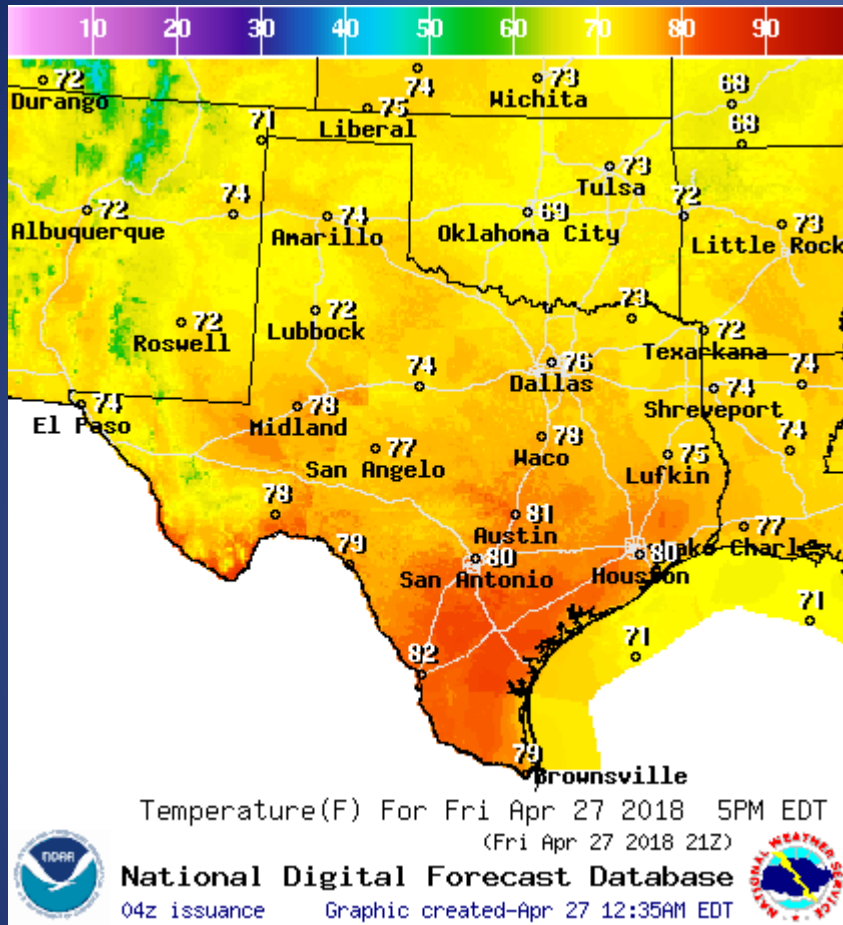 10 20 30 40 50 60 70 80 90
72 74 73 68
Durango Wichita
75
Liberal
71 68
73
Tulsa
72 74 74 69 72 73
Albuquerque Amarillo Oklahoma City Little Rock
72 72 73 72
Roswell Lubbock Texarkana
74 76 74 74
Dallas Shreveport
74 78
El Paso Midland
77 78 75 74
San Angelo Waco Lufkin
78 81 77
Austin
79 80 80 Lake Charles
San Antonio Houston
71
71
82
79
Brownsville
Temperature(F) For Fri Apr 27 2018 5PM EDT
(Fri Apr 27 2018 21Z)
National Digital Forecast Database
04z issuance Graphic created-Apr 27 12:35AM EDT
NOAA
NATIONAL WEATHER SERVICE